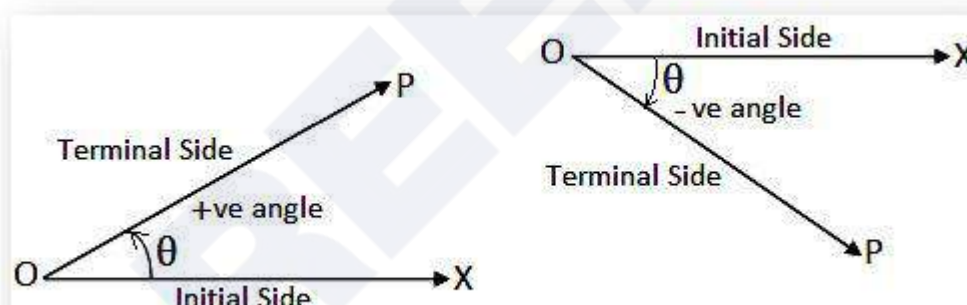 P
Terminal Side
+ve angle
θ
O
X
Initial Side
Initial Side
O
X
θ
-ve angle
Terminal Side
P